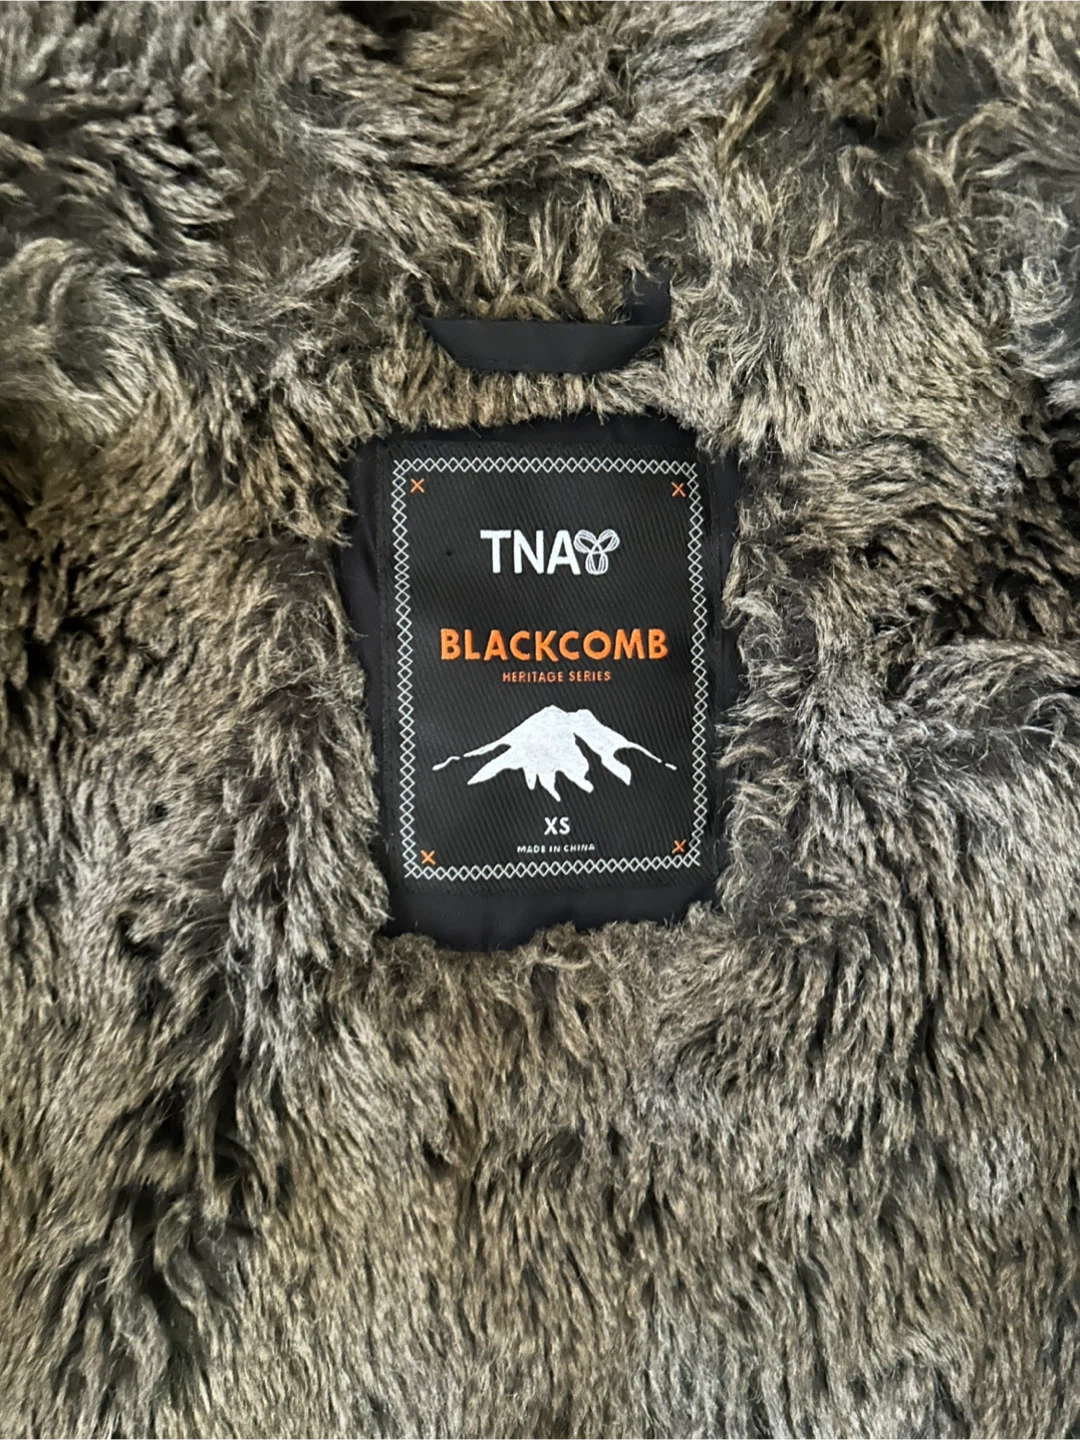 TNA
BLACKCOMB
HERITAGE SERIES
XS
MADE IN CHINA